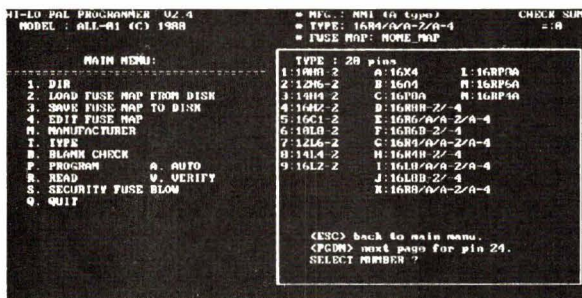 HI-LO PAL PROGRAMMER V2.4
MODEL : ALL-01 (C) 1988
* MFG.: MMI (A type)
* TYPE: 16R4/A/A-2/A-4
* FUSE MAP: NOME_MAP
CHECK SUM
=:0
MAIN MENU:
1. DIR
2. LOAD FUSE MAP FROM DISK
3. SAVE FUSE MAP TO DISK
4. EDIT FUSE MAP
M. MANUFACTURER
T. TYPE
B. BLANK CHECK
P. PROGRAM A. AUTO
R. READ V. VERIFY
S. SECURITY FUSE BLOW
Q. QUIT
TYPE : 20 pins
1:10H8-2 A:16X4 L:16RP8A
2:12H6-2 B:16A4 M:16RP6A
3:14H4-2 C:16P8A N:16RP4A
4:16H2-2 D:16R8B-2/-4
5:16C1-2 E:16R6/A/A-2/A-4
6:10L8-2 F:16R6B-2/-4
7:12L6-2 G:16R4/A/A-2/A-4
8:14L4-2 H:16R4B-2/-4
9:16L2-2 I:16L8/A/A-2/A-4
J:16L8B-2/-4
K:16R8/A/A-2/A-4
<ESC> back to main manu.
<PGDN> next page for pin 24.
SELECT NUMBER ?